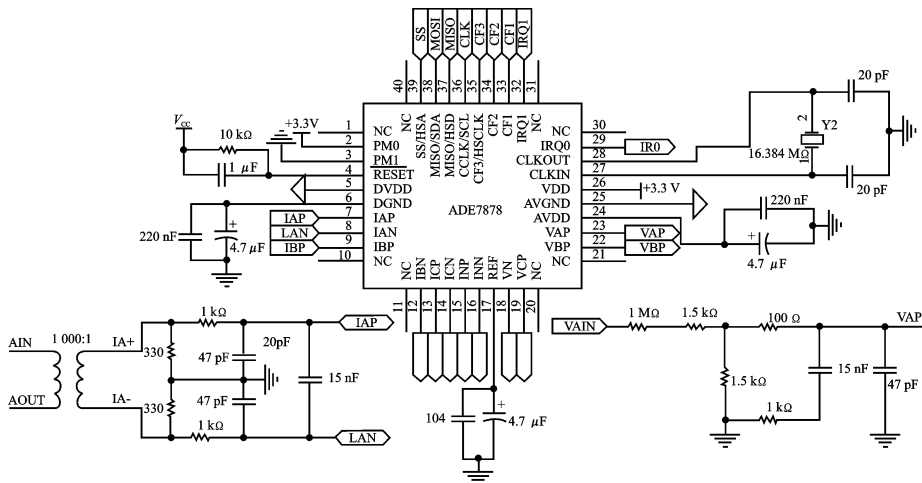 SS
MOSI
MISO
CLK
CF3
CF2
CF1
IRQ1
40
39
38
37
36
35
34
33
32
31
NC
SS/HSA
MISO/SDA
MISO/HSD
CCLK/SCL
CF3/HSCLK
CF2
CF1
IRQ1
NC
VCC
10 kΩ
1 μF
+3.3V
1
2
3
4
5
6
7
8
9
10
NC
PM0
PM1
RESET
DVDD
DGND
IAP
IAN
IBP
NC
ADE7878
NC
IRQ0
CLKOUT
CLKIN
VDD
AVGND
AVDD
VAP
VBP
NC
30
29
28
27
26
25
24
23
22
21
IR0
+3.3 V
VAP
VBP
20 pF
2
Y2
16.384 MΩ
1
20 pF
220 nF
+
4.7 μF
220 nF
+
4.7 μF
IAP
LAN
IBP
NC
IBN
ICP
ICN
INP
INN
REF
VN
VCP
NC
11
12
13
14
15
16
17
18
19
20
104
+
4.7 μF
AIN
AOUT
1 000:1
IA+
IA-
330
330
1 kΩ
1 kΩ
47 pF
20pF
47 pF
15 nF
IAP
LAN
VAIN
1 MΩ
1.5 kΩ
100 Ω
VAP
1.5 kΩ
1 kΩ
15 nF
47 pF